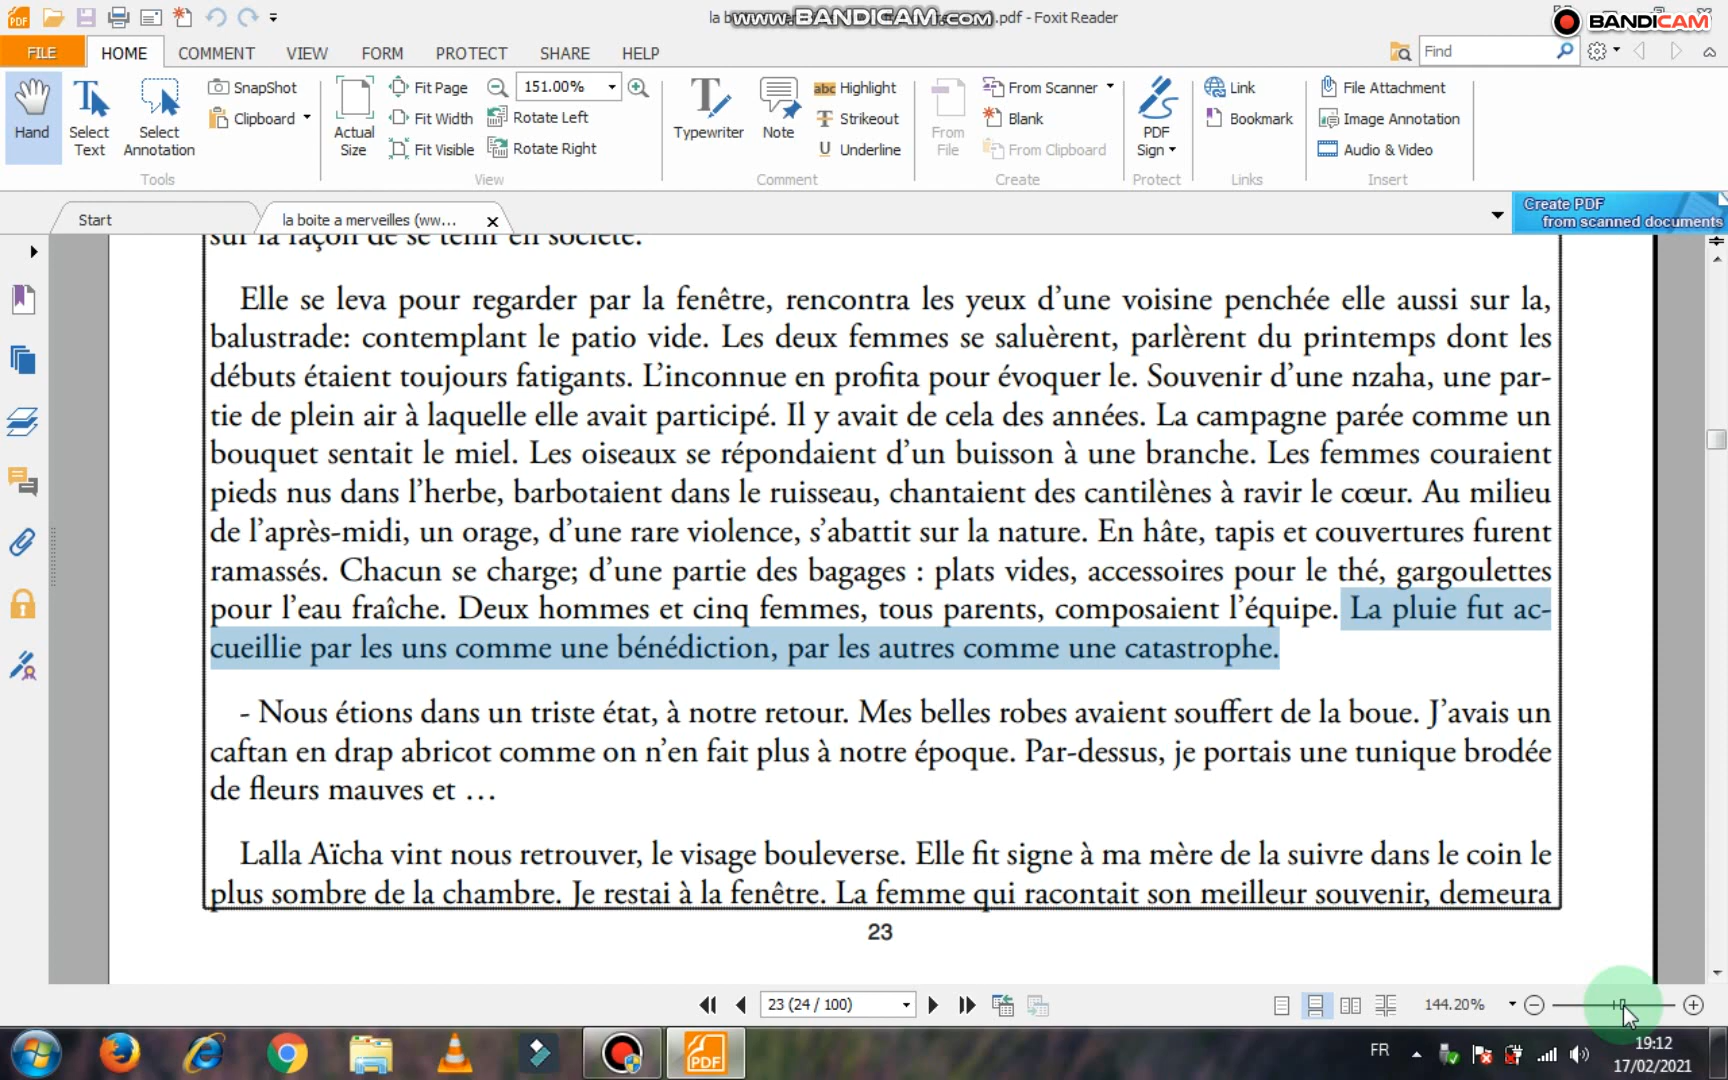 la b www.BANDICAM.com .pdf - Foxit Reader
BANDICAM
FILE HOME COMMENT VIEW FORM PROTECT SHARE HELP
Find
Hand
Select Text
Select Annotation
SnapShot
Clipboard
Tools
Actual Size
Fit Page
Fit Width
Fit Visible
151.00%
Rotate Left
Rotate Right
View
Typewriter
Note
Highlight
Strikeout
Underline
Comment
From File
From Scanner
Blank
From Clipboard
Create
PDF Sign
Protect
Link
Bookmark
Links
File Attachment
Image Annotation
Audio & Video
Insert
Start
la boite a merveilles (ww...
Create PDF
from scanned documents
sur la façon de se tenir en société.
Elle se leva pour regarder par la fenêtre, rencontra les yeux d’une voisine penchée elle aussi sur la,
balustrade: contemplant le patio vide. Les deux femmes se saluèrent, parlèrent du printemps dont les
débuts étaient toujours fatigants. L’inconnue en profita pour évoquer le. Souvenir d’une nzaha, une par-
tie de plein air à laquelle elle avait participé. Il y avait de cela des années. La campagne parée comme un
bouquet sentait le miel. Les oiseaux se répondaient d’un buisson à une branche. Les femmes couraient
pieds nus dans l’herbe, barbotaient dans le ruisseau, chantaient des cantilènes à ravir le cœur. Au milieu
de l’après-midi, un orage, d’une rare violence, s’abattit sur la nature. En hâte, tapis et couvertures furent
ramassés. Chacun se charge; d’une partie des bagages : plats vides, accessoires pour le thé, gargoulettes
pour l’eau fraîche. Deux hommes et cinq femmes, tous parents, composaient l’équipe. La pluie fut ac-
cueillie par les uns comme une bénédiction, par les autres comme une catastrophe.
- Nous étions dans un triste état, à notre retour. Mes belles robes avaient souffert de la boue. J’avais un
caftan en drap abricot comme on n’en fait plus à notre époque. Par-dessus, je portais une tunique brodée
de fleurs mauves et …
Lalla Aïcha vint nous retrouver, le visage bouleverse. Elle fit signe à ma mère de la suivre dans le coin le
plus sombre de la chambre. Je restai à la fenêtre. La femme qui racontait son meilleur souvenir, demeura
23
23 (24 / 100)
144.20%
FR
19:12
17/02/2021